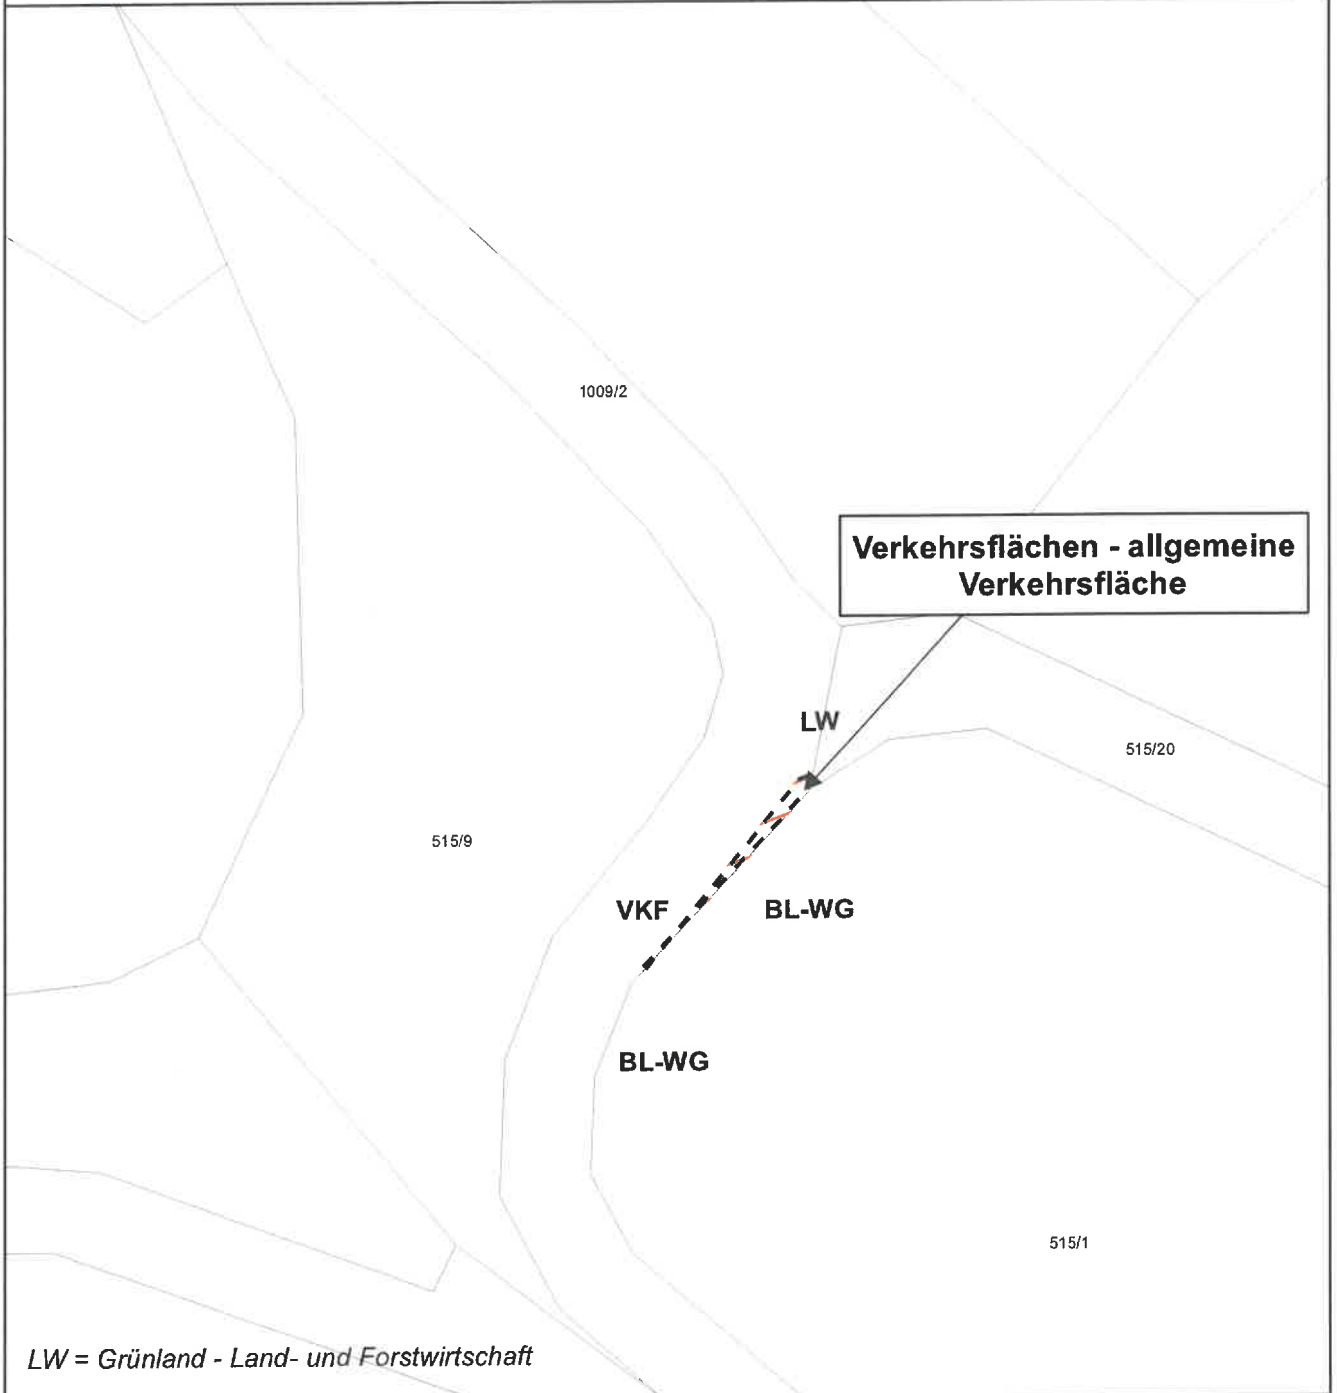 1009/2
Verkehrsflächen - allgemeine
Verkehrsfläche
LW
515/20
515/9
VKF
BL-WG
BL-WG
515/1
LW = Grünland - Land- und Forstwirtschaft